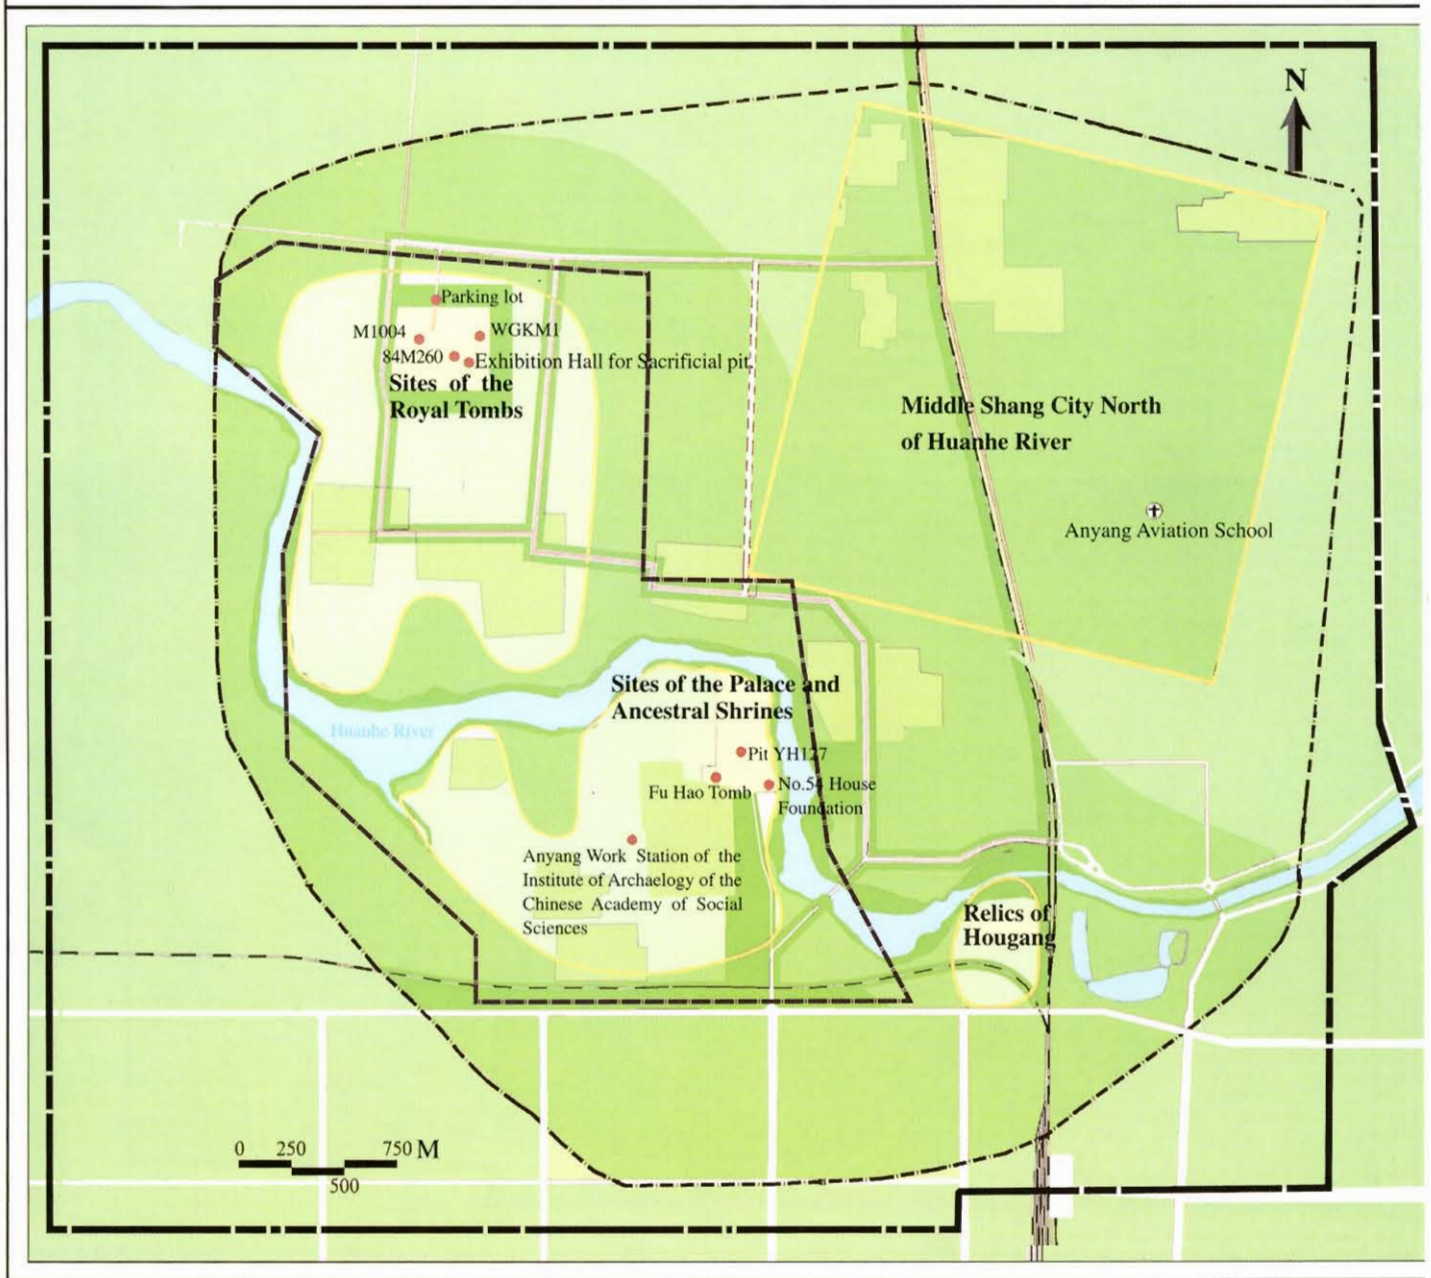 N
Parking lot
M1004
WGKM1
84M260
Exhibition Hall for Sacrificial pit
Sites of the
Royal Tombs
Middle Shang City North
of Huanhe River
Anyang Aviation School
Sites of the Palace and
Ancestral Shrines
Huanhe River
Pit YH127
Fu Hao Tomb
No.54 House
Foundation
Anyang Work Station of the
Institute of Archaelogy of the
Chinese Academy of Social
Sciences
Relics of
Hougang
0 250 750 M
500